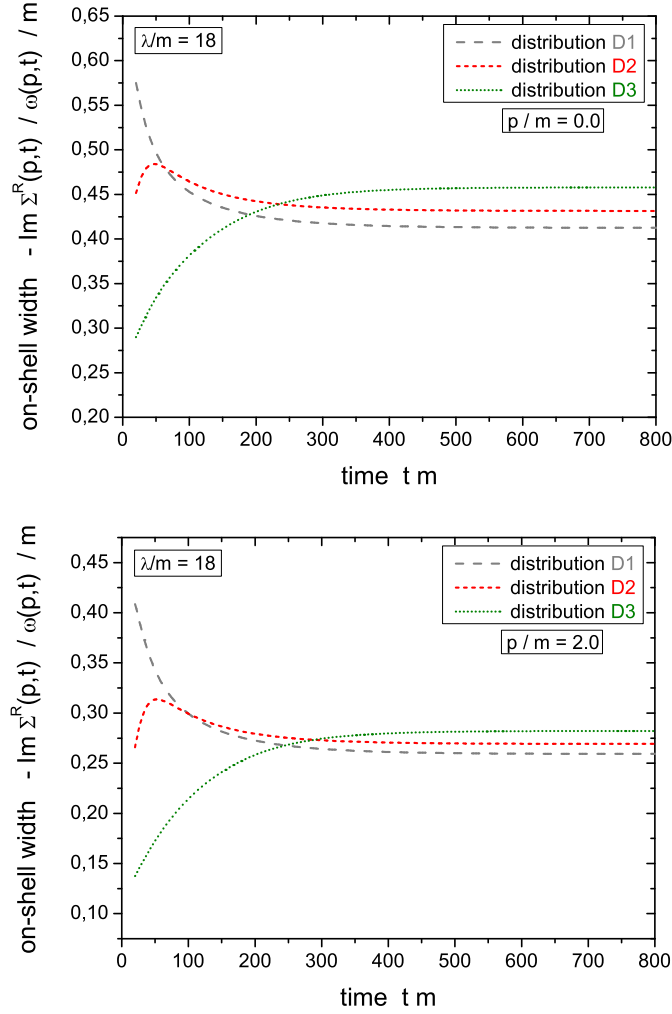 0,65
0,60
0,55
0,50
0,45
0,40
0,35
0,30
0,25
0,20
on-shell width - Im Σ^R(p,t) / ω(p,t) / m
λ/m = 18
distribution D1
distribution D2
distribution D3
p / m = 0.0
0 100 200 300 400 500 600 700 800
time t m
0,45
0,40
0,35
0,30
0,25
0,20
0,15
0,10
on-shell width - Im Σ^R(p,t) / ω(p,t) / m
λ/m = 18
distribution D1
distribution D2
distribution D3
p / m = 2.0
0 100 200 300 400 500 600 700 800
time t m